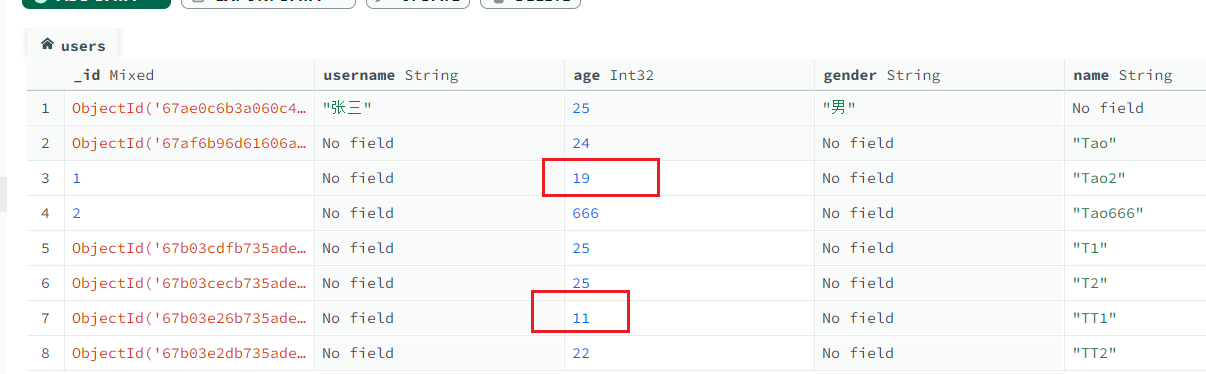 users
_id Mixed username String age Int32 gender String name String
1 ObjectId('67ae0c6b3a060c4… "张三" 25 "男" No field
2 ObjectId('67af6b96d61606a… No field 24 No field "Tao"
3 1 No field 19 No field "Tao2"
4 2 No field 666 No field "Tao666"
5 ObjectId('67b03cdfb735ade… No field 25 No field "T1"
6 ObjectId('67b03cecb735ade… No field 25 No field "T2"
7 ObjectId('67b03e26b735ade… No field 11 No field "TT1"
8 ObjectId('67b03e2db735ade… No field 22 No field "TT2"